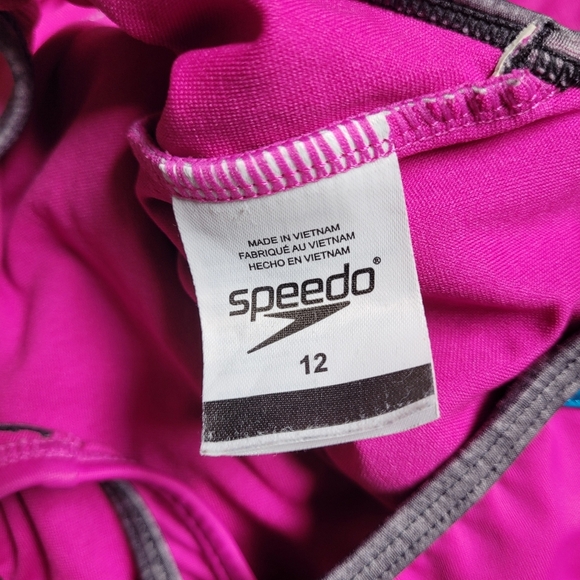 MADE IN VIETNAM
FABRIQUÉ AU VIETNAM
HECHO EN VIETNAM
speedo®
12